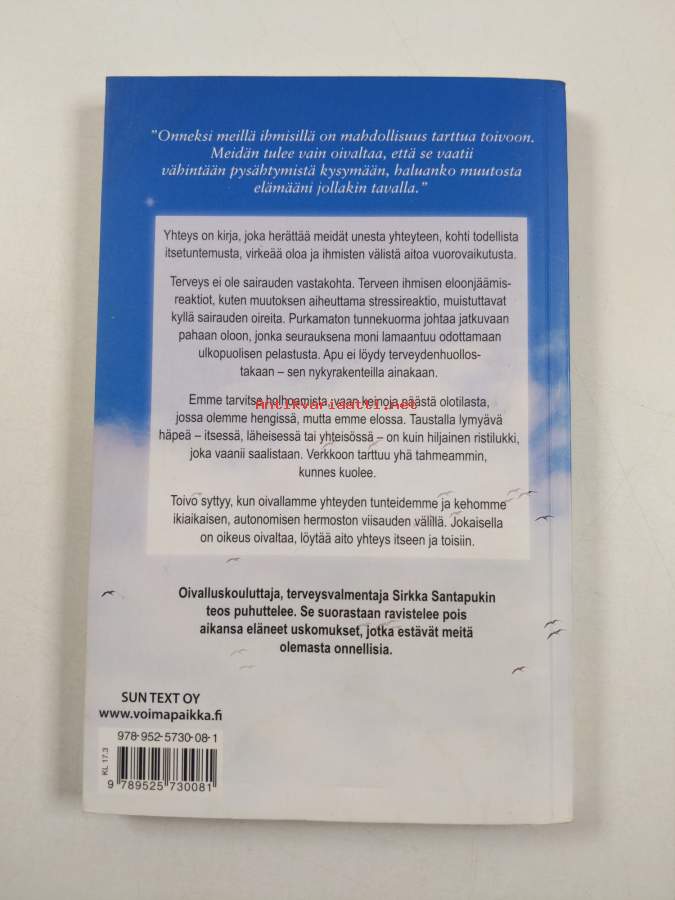 "Onneksi meillä ihmisillä on mahdollisuus tarttua toivoon.
Meidän tulee vain oivaltaa, että se vaatii
vähintään pysähtymistä kysymään, haluanko muutosta
elämääni jollakin tavalla."
Yhteys on kirja, joka herättää meidät unesta yhteyteen, kohti todellista
itsetuntemusta, virkeää oloa ja ihmisten välistä aitoa vuorovaikutusta.
Terveys ei ole sairauden vastakohta. Terveen ihmisen eloonjäämis-
reaktiot, kuten muutoksen aiheuttama stressireaktio, muistuttavat
kyllä sairauden oireita. Purkamaton tunnekuorma johtaa jatkuvaan
pahaan oloon, jonka seurauksena moni lamaantuu odottamaan
ulkopuolisen pelastusta. Apu ei löydy terveydenhuollos-
takaan – sen nykyrakenteilla ainakaan.
Emme tarvitse holhoamista, vaan keinoja päästä olotilasta,
Antikvariaatti.net
jossa olemme hengissä, mutta emme elossa. Taustalla lymyävä
häpeä – itsessä, läheisessä tai yhteisössä – on kuin hiljainen ristilukki,
joka vaanii saalistaan. Verkkoon tarttuu yhä tahmeammin,
kunnes kuolee.
Toivo syttyy, kun oivallamme yhteyden tunteidemme ja kehomme
ikiaikaisen, autonomisen hermoston viisauden välillä. Jokaisella
on oikeus oivaltaa, löytää aito yhteys itseen ja toisiin.
Oivalluskouluttaja, terveysvalmentaja Sirkka Santapukin
teos puhuttelee. Se suorastaan ravistelee pois
aikansa eläneet uskomukset, jotka estävät meitä
olemasta onnellisia.
SUN TEXT OY
www.voimapaikka.fi
978-952-5730-08-1
KL 17.3
9 789525 730081